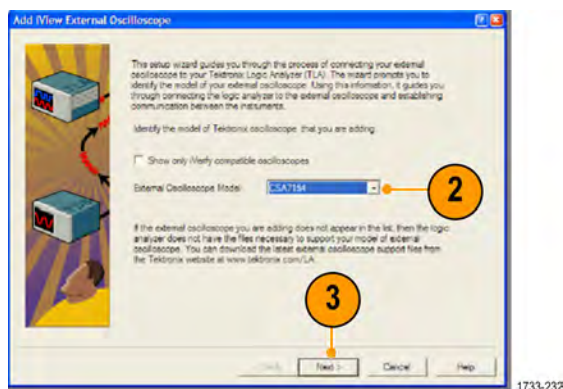 Add iView External Oscilloscope
This setup wizard guides you through the process of connecting your external
oscilloscope to your Tektronix Logic Analyzer (TLA). The wizard prompts you to
identify the model of your external oscilloscope. Using this information, it guides you
through connecting the logic analyzer to the external oscilloscope and establishing
communication between the instruments.
Identify the model of Tektronix oscilloscope that you are adding.
Show only iVerify compatible oscilloscopes
External Oscilloscope Model:
CSA7154
2
If the external oscilloscope you are adding does not appear in the list, then the logic
analyzer does not have the files necessary to support your model of external
oscilloscope. You can download the latest external oscilloscope support files from
the Tektronix website at www.tektronix.com/LA.
3
Next >
Cancel
Help
1733-232